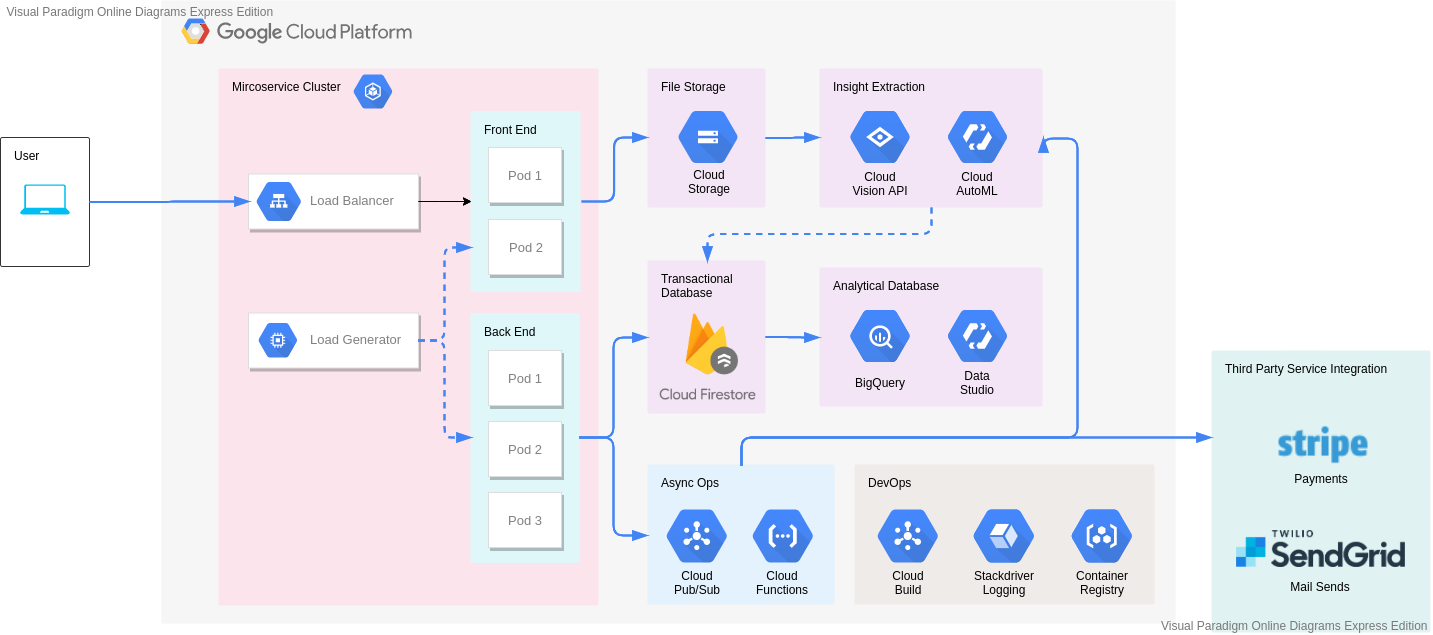 Visual Paradigm Online Diagrams Express Edition
Google Cloud Platform
Mircoservice Cluster
User
Load Balancer
Load Generator
Front End
Pod 1
Pod 2
Back End
Pod 1
Pod 2
Pod 3
File Storage
Cloud
Storage
Insight Extraction
Cloud
Vision API
Cloud
AutoML
Transactional
Database
Cloud Firestore
Analytical Database
BigQuery
Data
Studio
Async Ops
Cloud
Pub/Sub
Cloud
Functions
DevOps
Cloud
Build
Stackdriver
Logging
Container
Registry
Third Party Service Integration
stripe
Payments
TWILIO
SendGrid
Mail Sends
Visual Paradigm Online Diagrams Express Edition